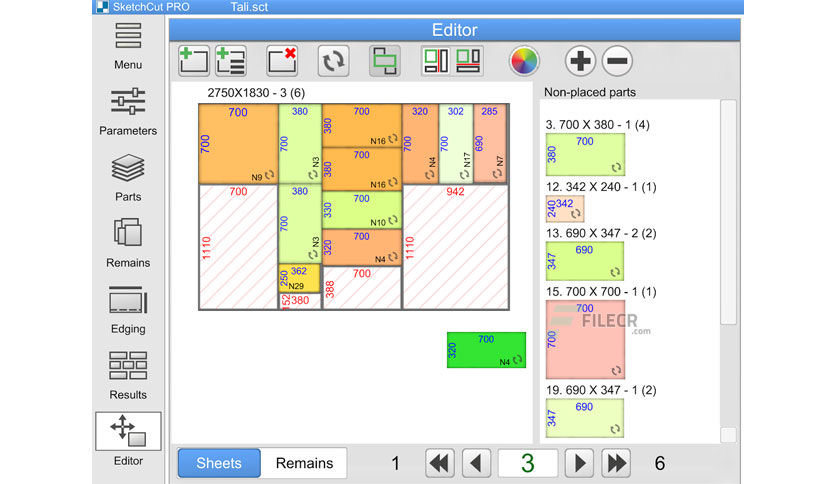 SketchCut PRO Tali.sct
Editor
Menu
Parameters
Parts
Remains
Edging
Results
Editor
2750X1830 - 3 (6)
700 380 700 320 302 285
700 700 380 700 700 690
N9 N3 N16 N4 N17 N7
700
380 N16
700 380 700 942
1110 700 330 N10 1110
N3 700
320 N4
362 700
250 N29 388
152 380
700
320 N4
Non-placed parts
3. 700 X 380 - 1 (4)
700
380
12. 342 X 240 - 1 (1)
342
240
13. 690 X 347 - 2 (2)
690
347
15. 700 X 700 - 1 (1)
700
700
FILECR
.com
19. 690 X 347 - 1 (2)
690
347
Sheets Remains 1 3 6